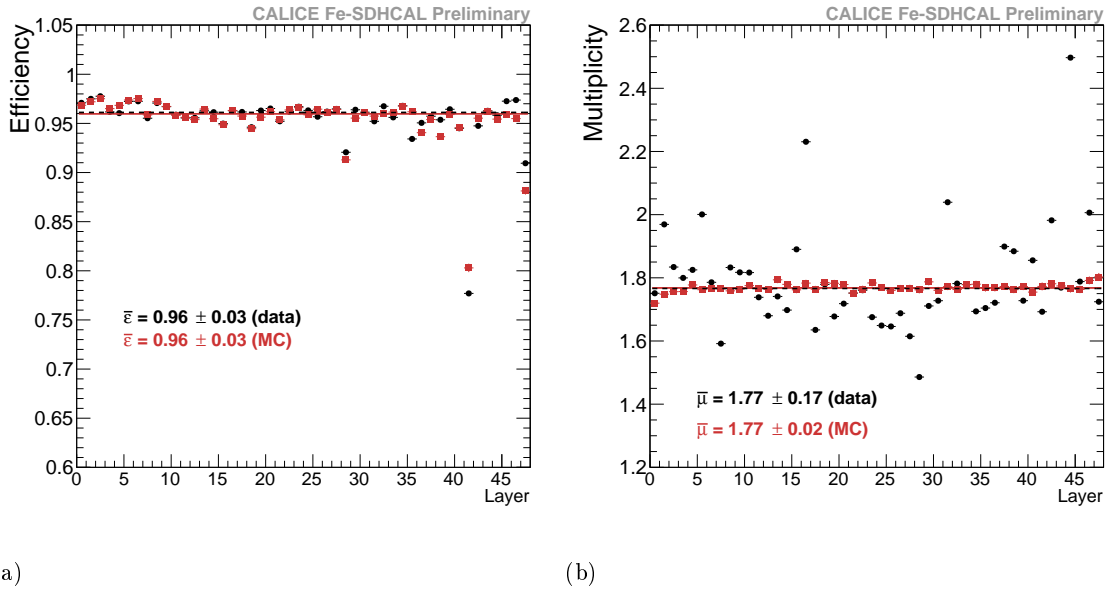 CALICE Fe-SDHCAL Preliminary
Efficiency
1.05
1
0.95
0.9
0.85
0.8
0.75
0.7
0.65
0.6
ε̅ = 0.96 ± 0.03 (data)
ε̅ = 0.96 ± 0.03 (MC)
0 5 10 15 20 25 30 35 40 45
Layer
CALICE Fe-SDHCAL Preliminary
Multiplicity
2.6
2.4
2.2
2
1.8
1.6
1.4
1.2
μ̅ = 1.77 ± 0.17 (data)
μ̅ = 1.77 ± 0.02 (MC)
0 5 10 15 20 25 30 35 40 45
Layer
a)
(b)